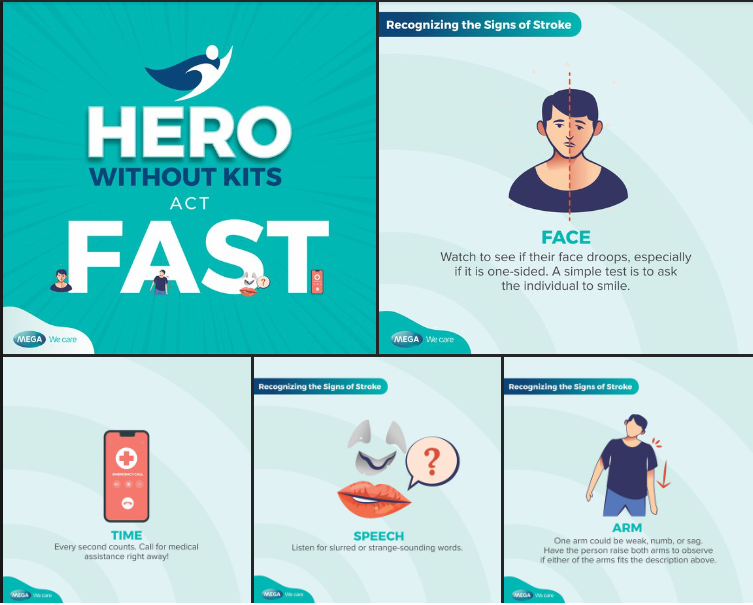 HERO
WITHOUT KITS
ACT
FAST
?
MEGA We care
Recognizing the Signs of Stroke
FACE
Watch to see if their face droops, especially
if it is one-sided. A simple test is to ask
the individual to smile.
MEGA We care
EMERGENCY CALL
TIME
Every second counts. Call for medical
assistance right away!
MEGA We care
Recognizing the Signs of Stroke
?
SPEECH
Listen for slurred or strange-sounding words.
MEGA We care
Recognizing the Signs of Stroke
ARM
One arm could be weak, numb, or sag.
Have the person raise both arms to observe
if either of the arms fits the description above.
MEGA We care